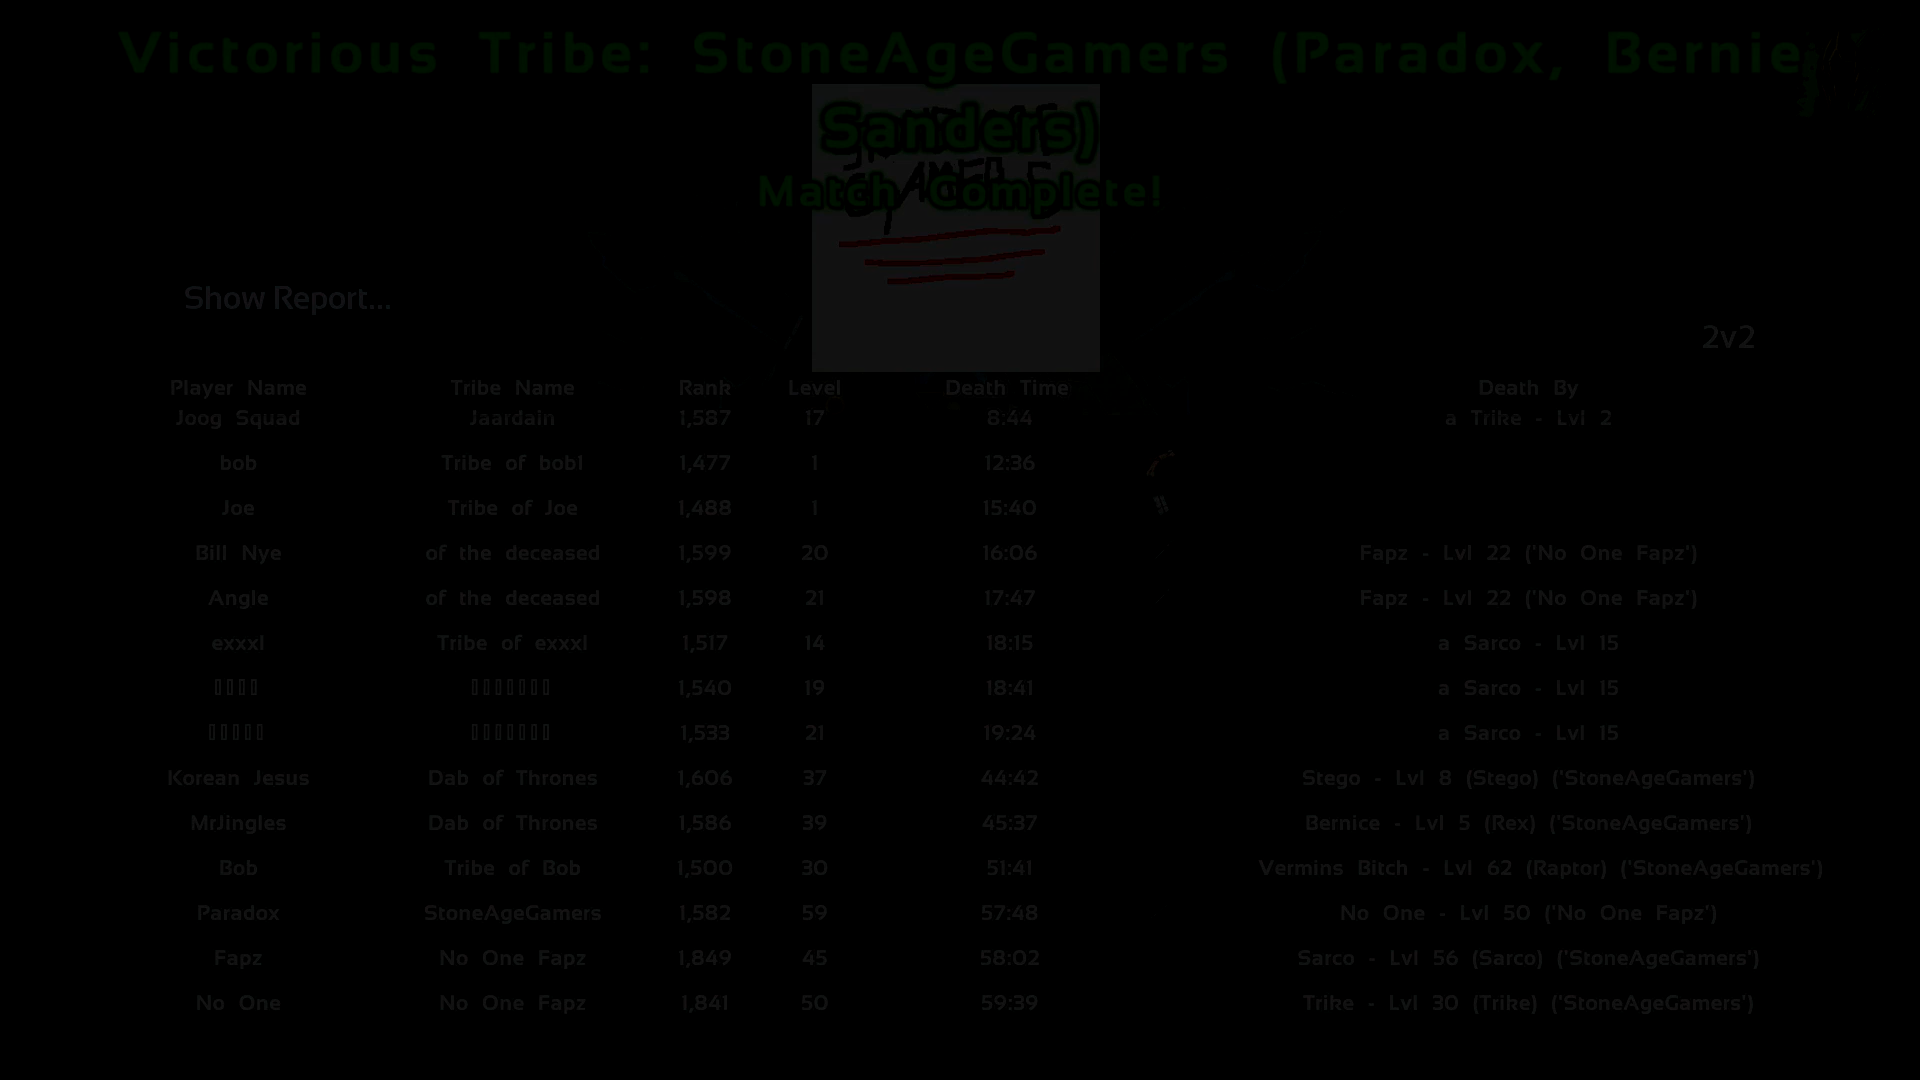 Victorious Tribe: StoneAgeGamers (Paradox, Bernie
Sanders)
Match Complete!
Show Report...
2v2
Player Name Tribe Name Rank Level Death Time Death By
Joog Squad Jaardain 1,587 17 8:44 a Trike - Lvl 2
bob Tribe of bob1 1,477 1 12:36
Joe Tribe of Joe 1,488 1 15:40
Bill Nye of the deceased 1,599 20 16:06 Fapz - Lvl 22 ('No One Fapz')
Angle of the deceased 1,598 21 17:47 Fapz - Lvl 22 ('No One Fapz')
exxxl Tribe of exxxl 1,517 14 18:15 a Sarco - Lvl 15
1,540 19 18:41 a Sarco - Lvl 15
1,533 21 19:24 a Sarco - Lvl 15
Korean Jesus Dab of Thrones 1,606 37 44:42 Stego - Lvl 8 (Stego) ('StoneAgeGamers')
MrJingles Dab of Thrones 1,586 39 45:37 Bernice - Lvl 5 (Rex) ('StoneAgeGamers')
Bob Tribe of Bob 1,500 30 51:41 Vermins Bitch - Lvl 62 (Raptor) ('StoneAgeGamers')
Paradox StoneAgeGamers 1,582 59 57:48 No One - Lvl 50 ('No One Fapz')
Fapz No One Fapz 1,849 45 58:02 Sarco - Lvl 56 (Sarco) ('StoneAgeGamers')
No One No One Fapz 1,841 50 59:39 Trike - Lvl 30 (Trike) ('StoneAgeGamers')